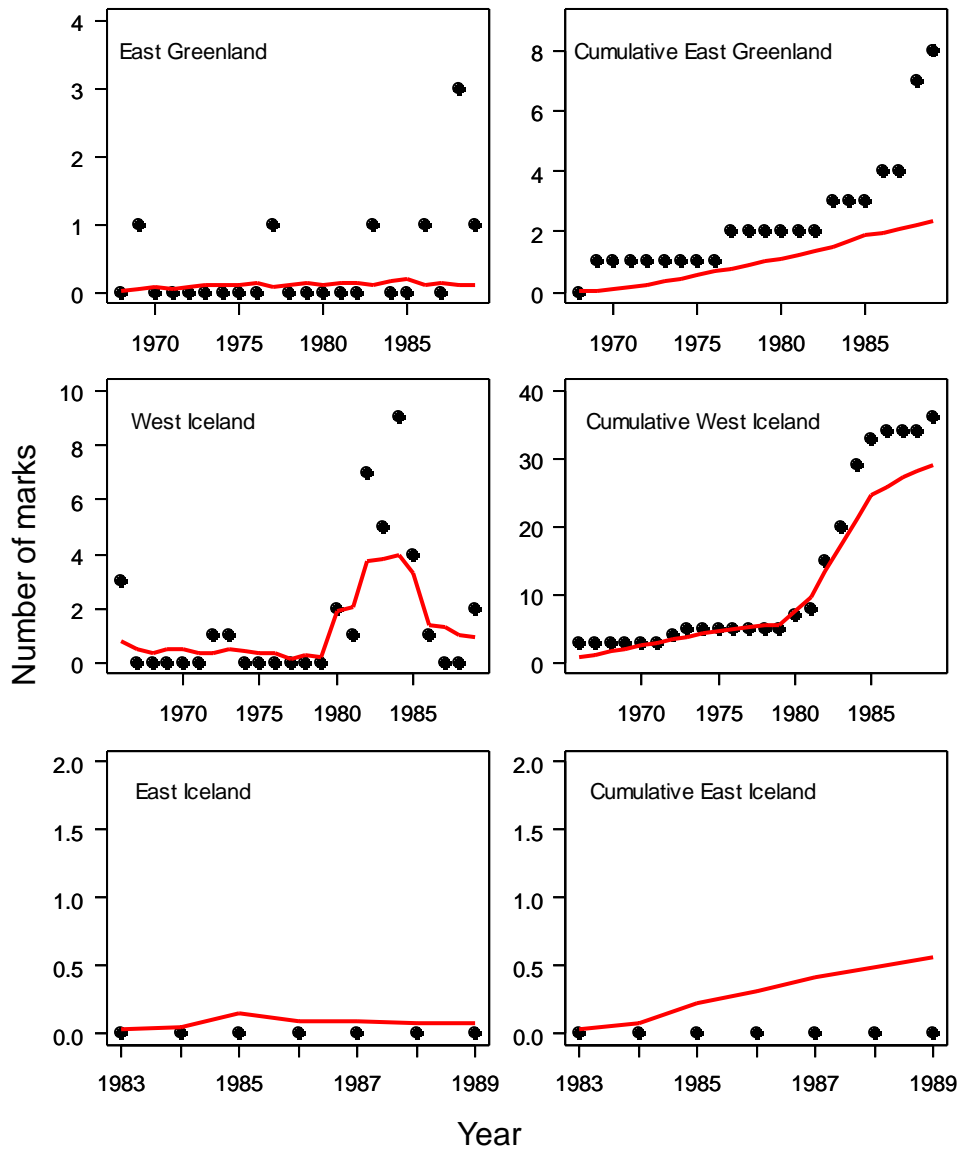 Number of marks
East Greenland
4
3
2
1
0
1970 1975 1980 1985
Cumulative East Greenland
8
6
4
2
0
1970 1975 1980 1985
West Iceland
10
8
6
4
2
0
1970 1975 1980 1985
Cumulative West Iceland
40
30
20
10
0
1970 1975 1980 1985
East Iceland
2.0
1.5
1.0
0.5
0.0
1983 1985 1987 1989
Cumulative East Iceland
2.0
1.5
1.0
0.5
0.0
1983 1985 1987 1989
Year